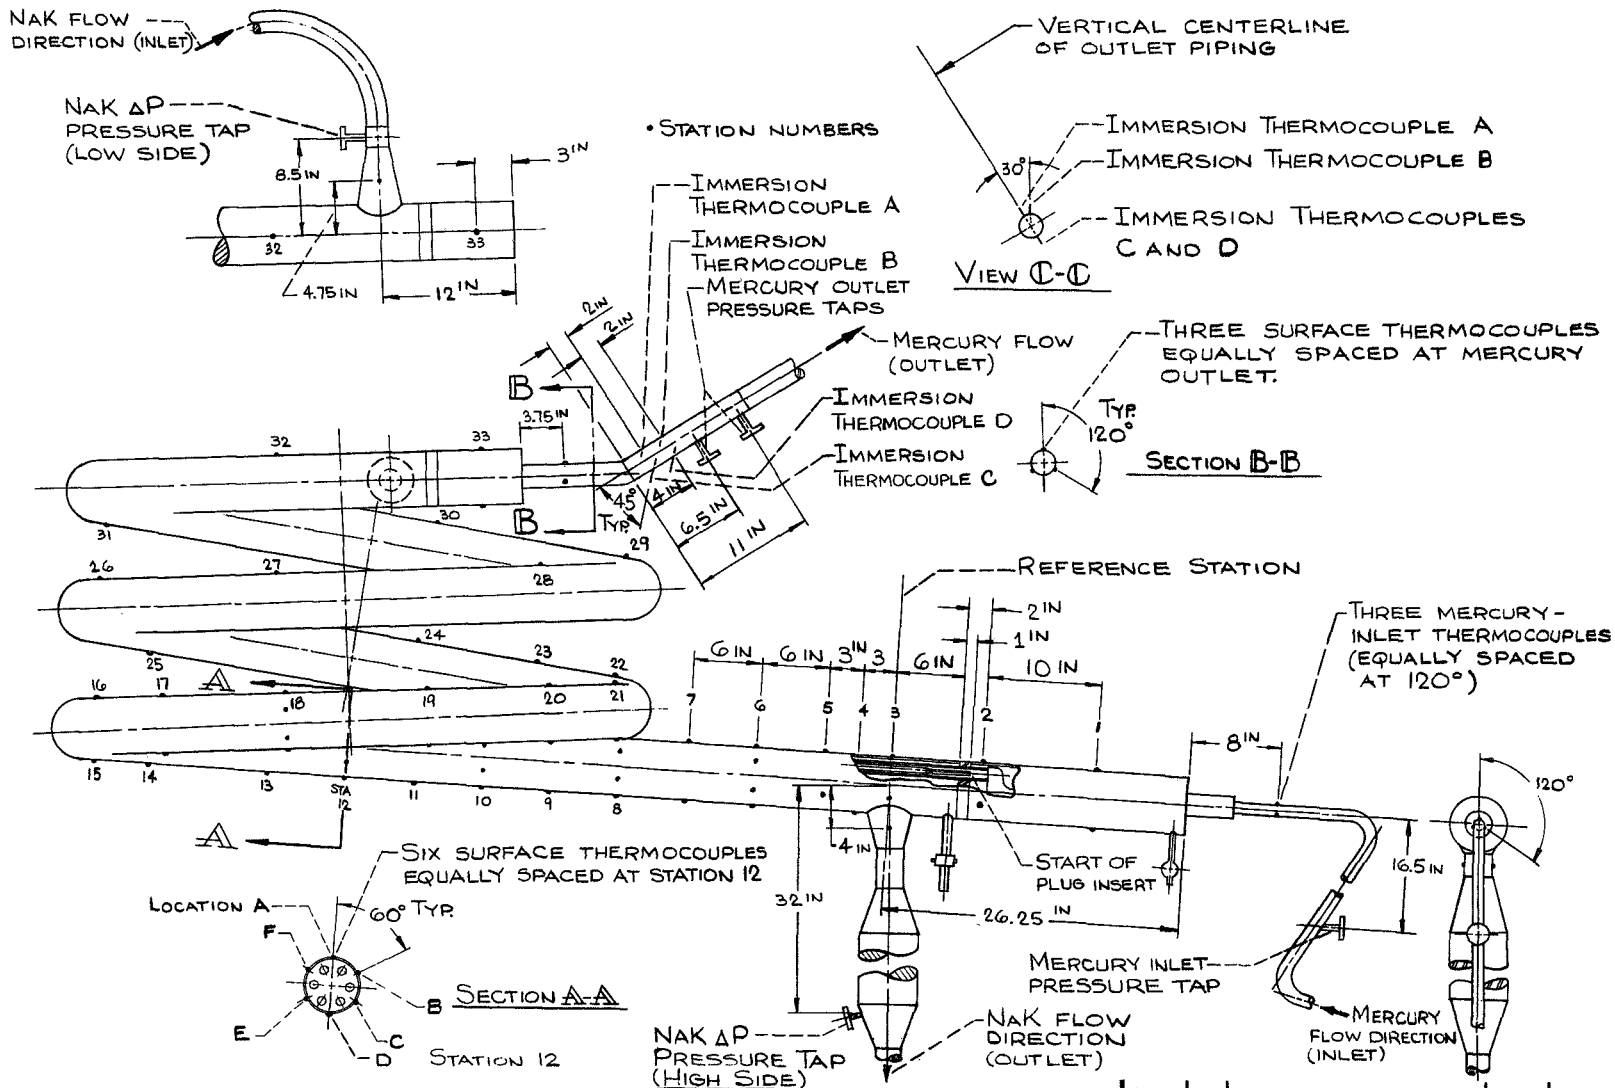 NaK FLOW
DIRECTION (INLET)
NaK ΔP
PRESSURE TAP
(LOW SIDE)
8.5 IN
3 IN
32
33
4.75 IN
12 IN
• STATION NUMBERS
IMMERSION
THERMOCOUPLE A
IMMERSION
THERMOCOUPLE B
MERCURY OUTLET
PRESSURE TAPS
2 IN
2 IN
MERCURY FLOW
(OUTLET)
IMMERSION
THERMOCOUPLE D
IMMERSION
THERMOCOUPLE C
VERTICAL CENTERLINE
OF OUTLET PIPING
IMMERSION THERMOCOUPLE A
IMMERSION THERMOCOUPLE B
30°
IMMERSION THERMOCOUPLES
C AND D
VIEW C-C
THREE SURFACE THERMOCOUPLES
EQUALLY SPACED AT MERCURY
OUTLET.
TYP.
120°
SECTION B-B
B
3.75 IN
B
45°
TYP.
4 IN
6.5 IN
11 IN
32
33
30
31
29
26
27
28
24
25
23
22
A
16
17
18
19
20
21
15
14
13
STA
12
11
10
9
8
A
REFERENCE STATION
2 IN
1 IN
6 IN
6 IN
3 IN
3
6 IN
10 IN
7
6
5
4
3
2
1
THREE MERCURY-
INLET THERMOCOUPLES
(EQUALLY SPACED
AT 120°)
8 IN
120°
16.5 IN
4 IN
32 IN
START OF
PLUG INSERT
26.25 IN
SIX SURFACE THERMOCOUPLES
EQUALLY SPACED AT STATION 12
LOCATION A
60° TYP.
F
B
SECTION A-A
E
C
D
STATION 12
MERCURY INLET
PRESSURE TAP
MERCURY
FLOW DIRECTION
(INLET)
NaK ΔP
PRESSURE TAP
(HIGH SIDE)
NaK FLOW
DIRECTION
(OUTLET)